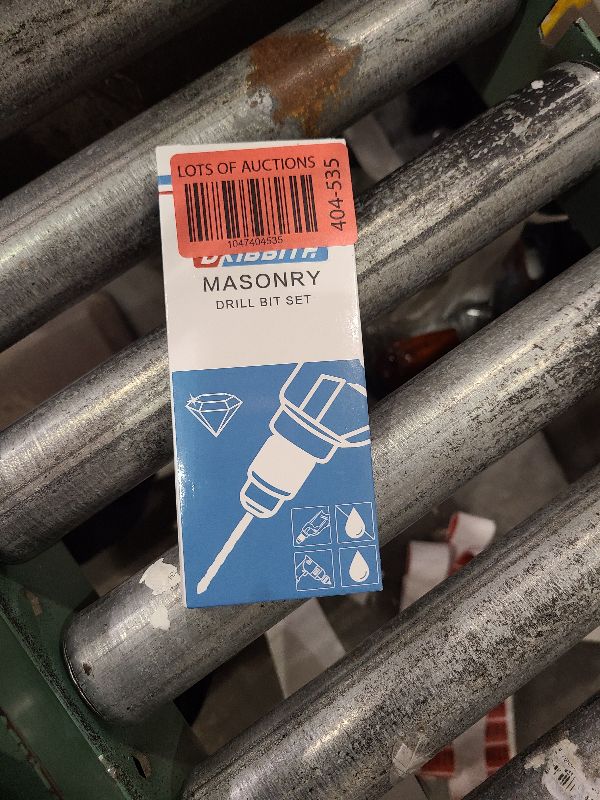 LOTS OF AUCTIONS
1047404535
404-535
MASONRY
DRILL BIT SET